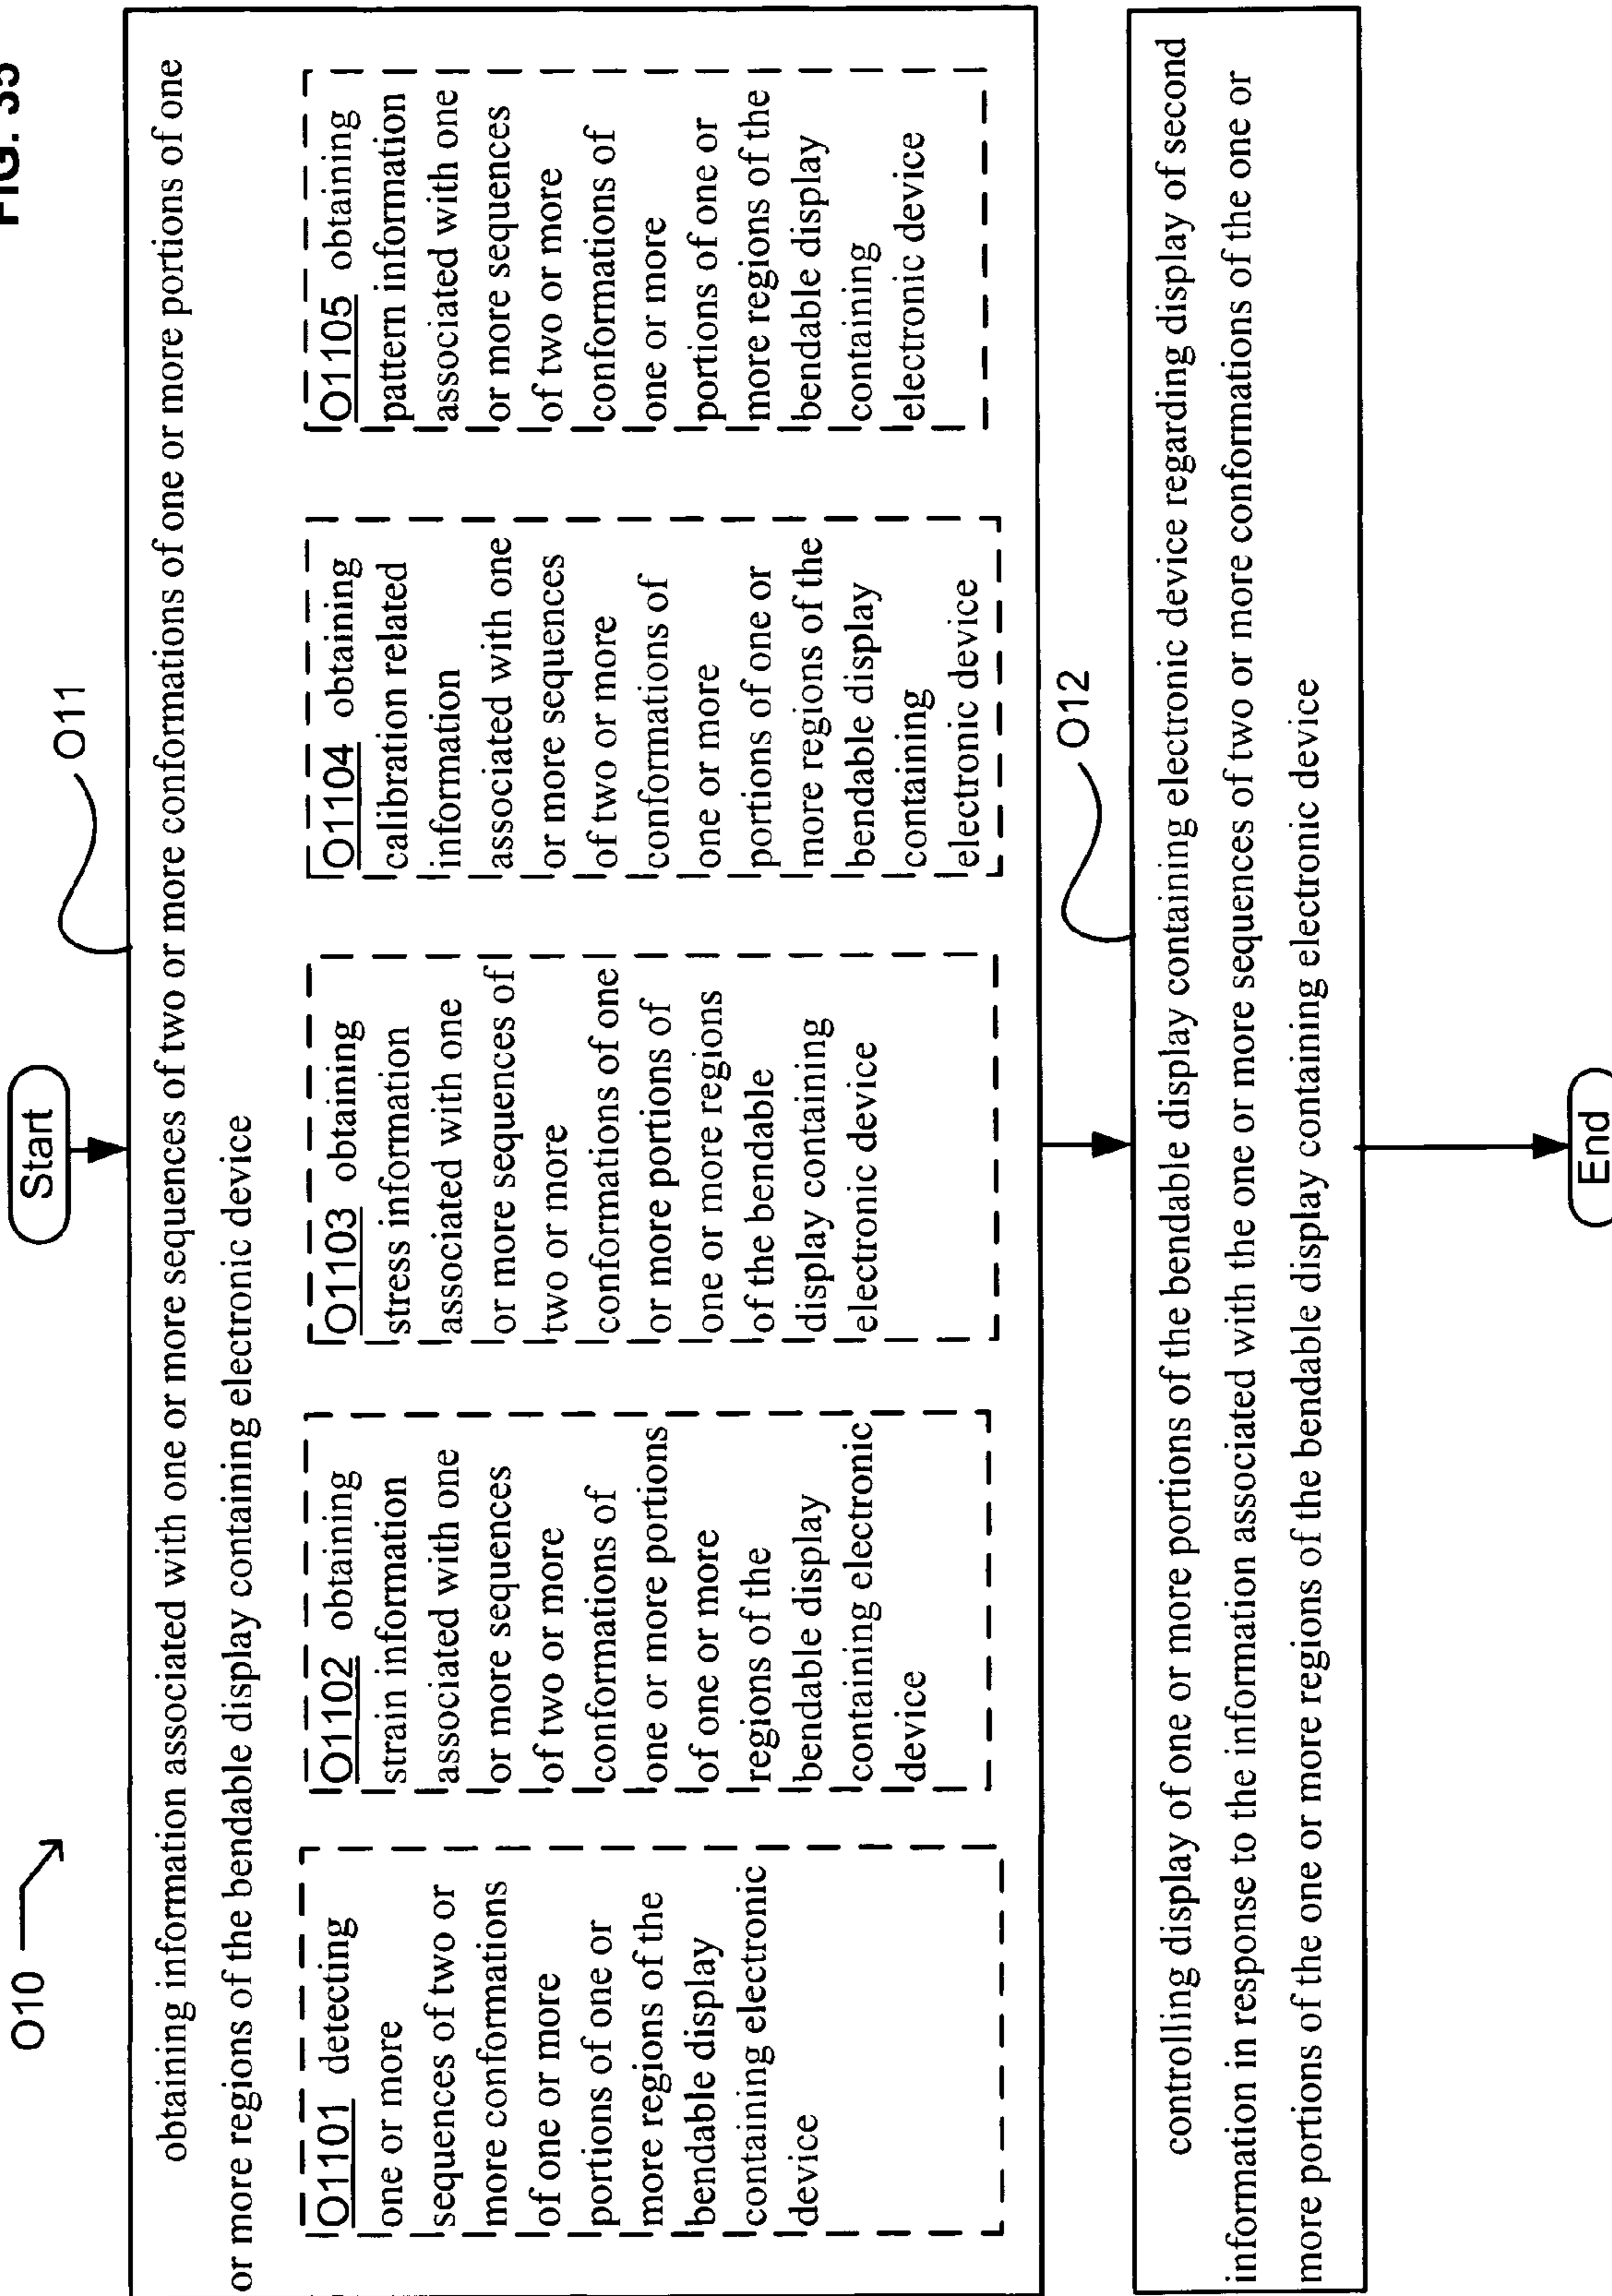 FIG. 35
O10
Start
O11
obtaining information associated with one or more sequences of two or more conformations of one or more portions of one
or more regions of the bendable display containing electronic device
O1101 detecting
one or more
sequences of two or
more conformations
of one or more
portions of one or
more regions of the
bendable display
containing electronic
device
O1102 obtaining
strain information
associated with one
or more sequences
of two or more
conformations of
one or more portions
of one or more
regions of the
bendable display
containing electronic
device
O1103 obtaining
stress information
associated with one
or more sequences of
two or more
conformations of one
or more portions of
one or more regions
of the bendable
display containing
electronic device
O1104 obtaining
calibration related
information
associated with one
or more sequences
of two or more
conformations of
one or more
portions of one or
more regions of the
bendable display
containing
electronic device
O1105 obtaining
pattern information
associated with one
or more sequences
of two or more
conformations of
one or more
portions of one or
more regions of the
bendable display
containing
electronic device
O12
controlling display of one or more portions of the bendable display containing electronic device regarding display of second
information in response to the information associated with the one or more sequences of two or more conformations of the one or
more portions of the one or more regions of the bendable display containing electronic device
End